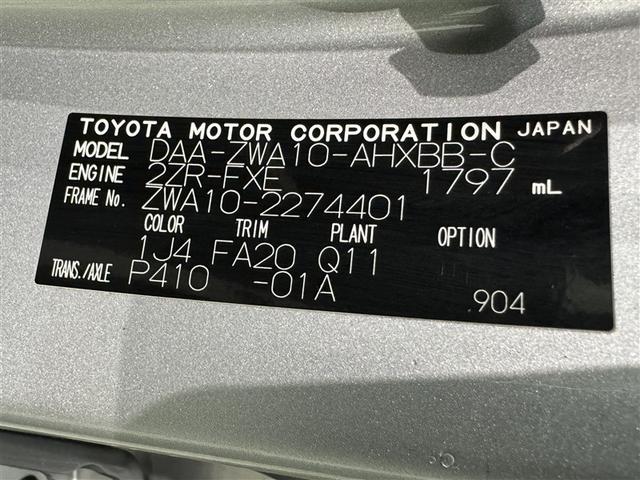 TOYOTA MOTOR CORPORATION JAPAN
MODEL DAA-ZWA10-AHXBB-C
ENGINE 2ZR-FXE 1797 mL
FRAME No. ZWA10-2274401
COLOR TRIM PLANT OPTION
1J4 FA20 Q11
TRANS./AXLE P410 -01A .904